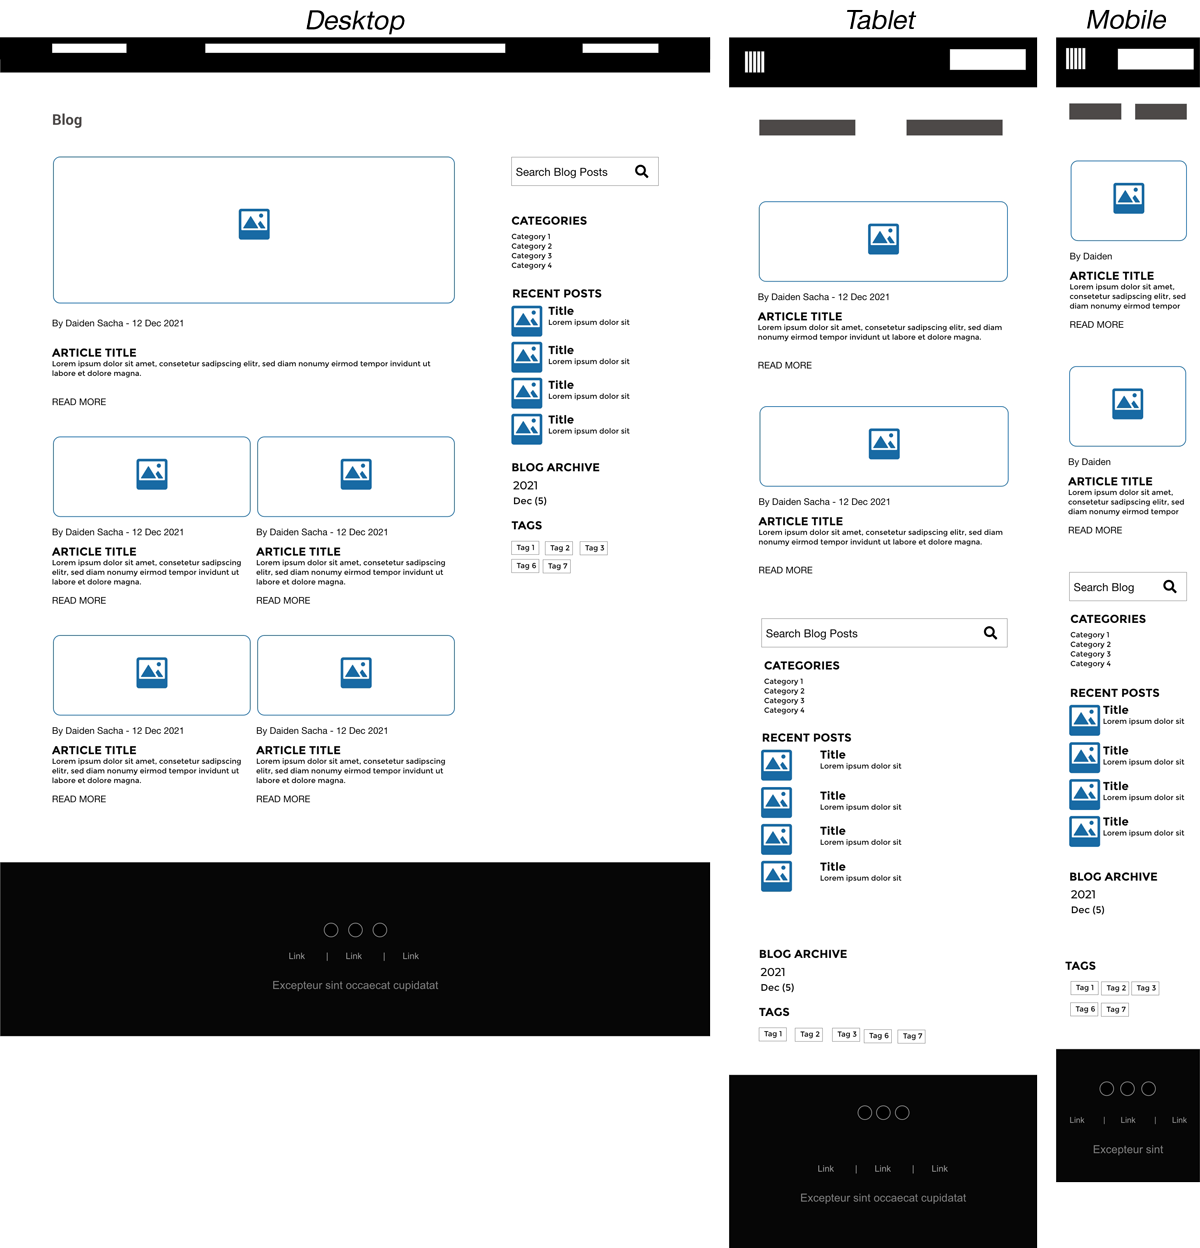 Desktop
Blog
By Daiden Sacha - 12 Dec 2021
ARTICLE TITLE
Lorem ipsum dolor sit amet, consetetur sadipscing elitr, sed diam nonumy eirmod tempor invidunt ut
labore et dolore magna.
READ MORE
By Daiden Sacha - 12 Dec 2021
ARTICLE TITLE
Lorem ipsum dolor sit amet, consetetur sadipscing
elitr, sed diam nonumy eirmod tempor invidunt ut
labore et dolore magna.
READ MORE
By Daiden Sacha - 12 Dec 2021
ARTICLE TITLE
Lorem ipsum dolor sit amet, consetetur sadipscing
elitr, sed diam nonumy eirmod tempor invidunt ut
labore et dolore magna.
READ MORE
By Daiden Sacha - 12 Dec 2021
ARTICLE TITLE
Lorem ipsum dolor sit amet, consetetur sadipscing
elitr, sed diam nonumy eirmod tempor invidunt ut
labore et dolore magna.
READ MORE
By Daiden Sacha - 12 Dec 2021
ARTICLE TITLE
Lorem ipsum dolor sit amet, consetetur sadipscing
elitr, sed diam nonumy eirmod tempor invidunt ut
labore et dolore magna.
READ MORE
Search Blog Posts
CATEGORIES
Category 1
Category 2
Category 3
Category 4
RECENT POSTS
Title
Lorem ipsum dolor sit
Title
Lorem ipsum dolor sit
Title
Lorem ipsum dolor sit
Title
Lorem ipsum dolor sit
BLOG ARCHIVE
2021
Dec (5)
TAGS
Tag 1 Tag 2 Tag 3
Tag 6 Tag 7
Link | Link | Link
Excepteur sint occaecat cupidatat
Tablet
By Daiden Sacha - 12 Dec 2021
ARTICLE TITLE
Lorem ipsum dolor sit amet, consetetur sadipscing elitr, sed diam
nonumy eirmod tempor invidunt ut labore et dolore magna.
READ MORE
By Daiden Sacha - 12 Dec 2021
ARTICLE TITLE
Lorem ipsum dolor sit amet, consetetur sadipscing elitr, sed diam
nonumy eirmod tempor invidunt ut labore et dolore magna.
READ MORE
Search Blog Posts
CATEGORIES
Category 1
Category 2
Category 3
Category 4
RECENT POSTS
Title
Lorem ipsum dolor sit
Title
Lorem ipsum dolor sit
Title
Lorem ipsum dolor sit
Title
Lorem ipsum dolor sit
BLOG ARCHIVE
2021
Dec (5)
TAGS
Tag 1 Tag 2 Tag 3 Tag 6 Tag 7
Link | Link | Link
Excepteur sint occaecat cupidatat
Mobile
By Daiden
ARTICLE TITLE
Lorem ipsum dolor sit amet,
consetetur sadipscing elitr, sed
diam nonumy eirmod tempor
READ MORE
By Daiden
ARTICLE TITLE
Lorem ipsum dolor sit amet,
consetetur sadipscing elitr, sed
diam nonumy eirmod tempor
READ MORE
Search Blog
CATEGORIES
Category 1
Category 2
Category 3
Category 4
RECENT POSTS
Title
Lorem ipsum dolor sit
Title
Lorem ipsum dolor sit
Title
Lorem ipsum dolor sit
Title
Lorem ipsum dolor sit
BLOG ARCHIVE
2021
Dec (5)
TAGS
Tag 1 Tag 2 Tag 3
Tag 6 Tag 7
Link | Link | Link
Excepteur sint